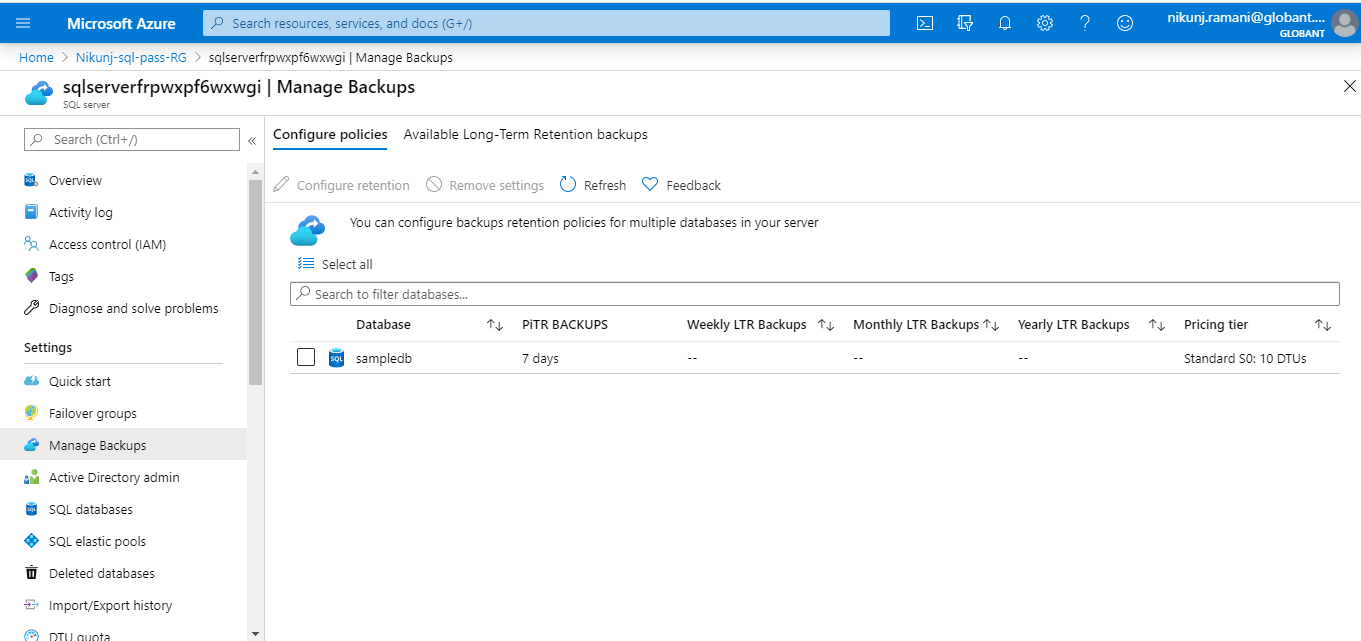 Microsoft Azure
Search resources, services, and docs (G+/)
nikunj.ramani@globant....
GLOBANT
Home > Nikunj-sql-pass-RG > sqlserverfrpwxpf6wxwgi | Manage Backups
sqlserverfrpwxpf6wxwgi | Manage Backups
SQL server
Search (Ctrl+/)
Overview
Activity log
Access control (IAM)
Tags
Diagnose and solve problems
Settings
Quick start
Failover groups
Manage Backups
Active Directory admin
SQL databases
SQL elastic pools
Deleted databases
Import/Export history
DTU quota
Configure policies Available Long-Term Retention backups
Configure retention Remove settings Refresh Feedback
You can configure backups retention policies for multiple databases in your server
Select all
Search to filter databases...
Database PiTR BACKUPS Weekly LTR Backups Monthly LTR Backups Yearly LTR Backups Pricing tier
sampledb 7 days -- -- -- Standard S0: 10 DTUs